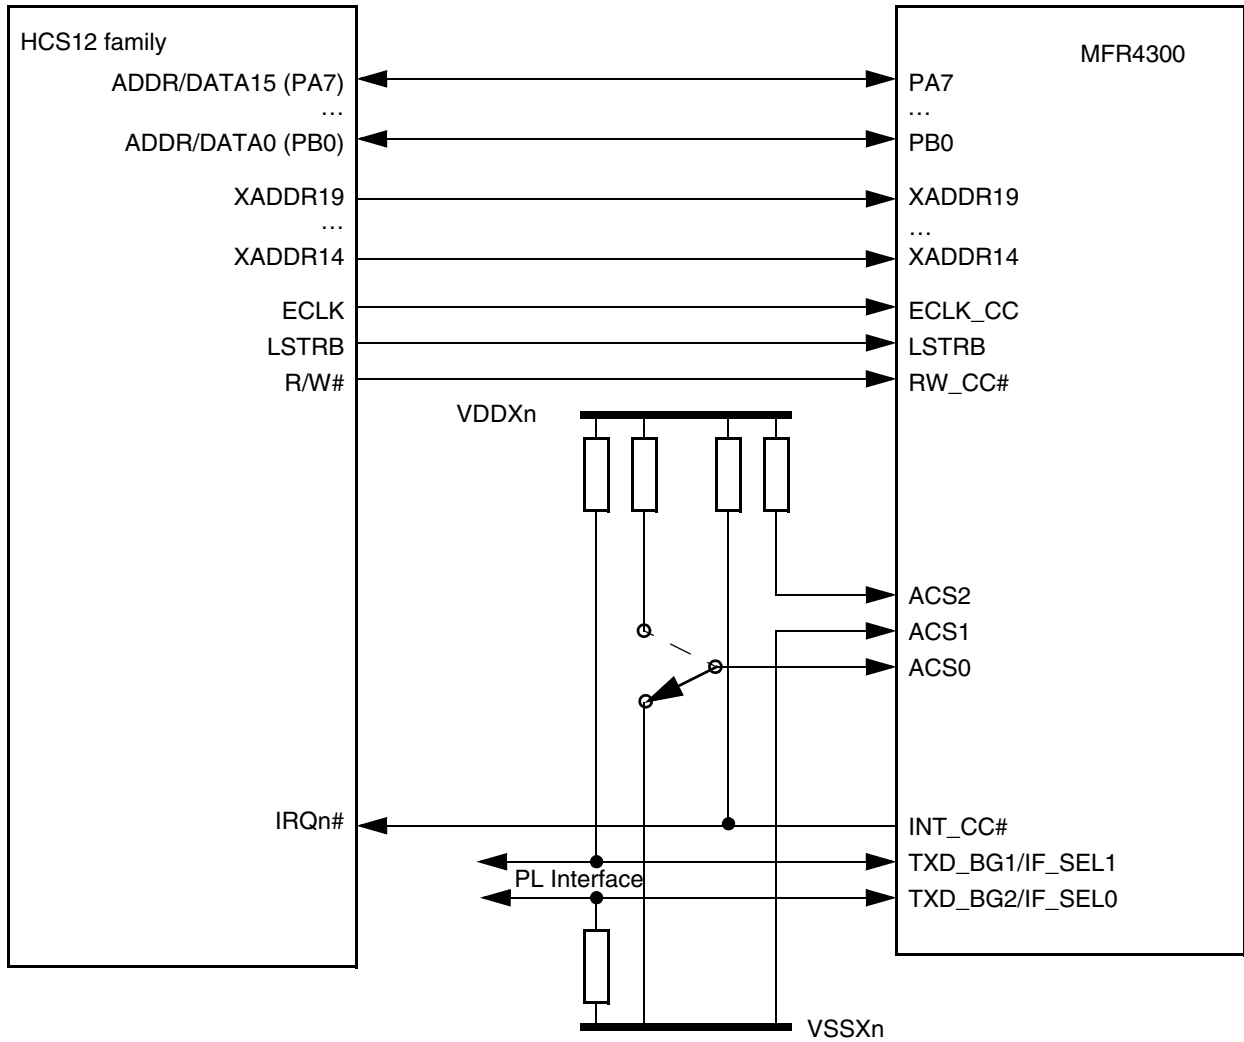 HCS12 family
MFR4300
ADDR/DATA15 (PA7)
PA7
...
...
ADDR/DATA0 (PB0)
PB0
XADDR19
XADDR19
...
...
XADDR14
XADDR14
ECLK
ECLK_CC
LSTRB
LSTRB
R/W#
RW_CC#
VDDXn
ACS2
ACS1
ACS0
IRQn#
INT_CC#
TXD_BG1/IF_SEL1
PL Interface
TXD_BG2/IF_SEL0
VSSXn